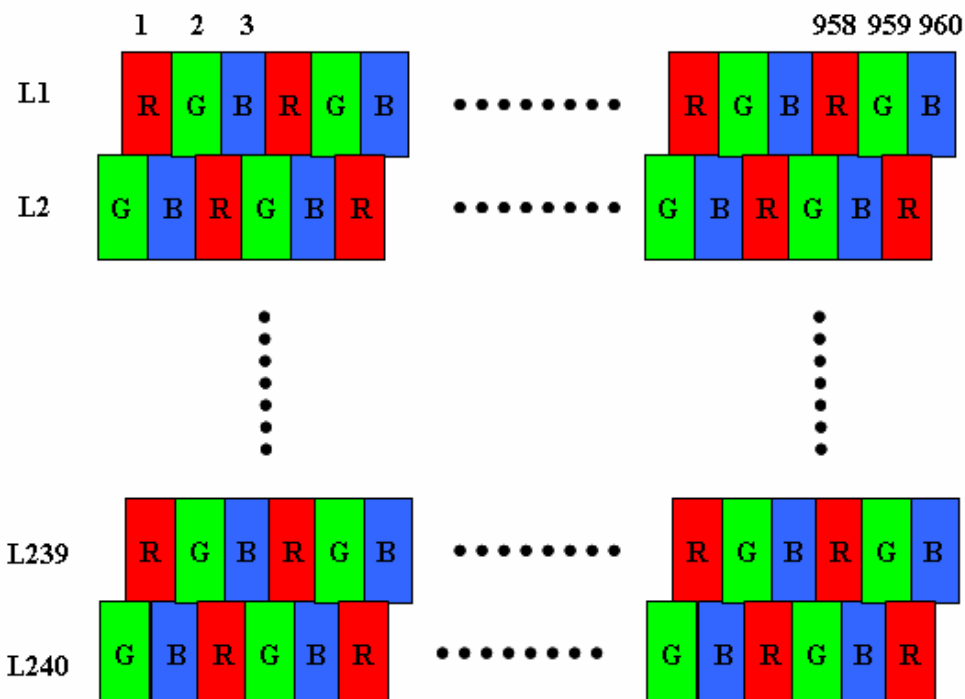 1 2 3 958 959 960
L1 R G B R G B ........ R G B R G B
L2 G B R G B R ........ G B R G B R
L239 R G B R G B ........ R G B R G B
L240 G B R G B R ........ G B R G B R